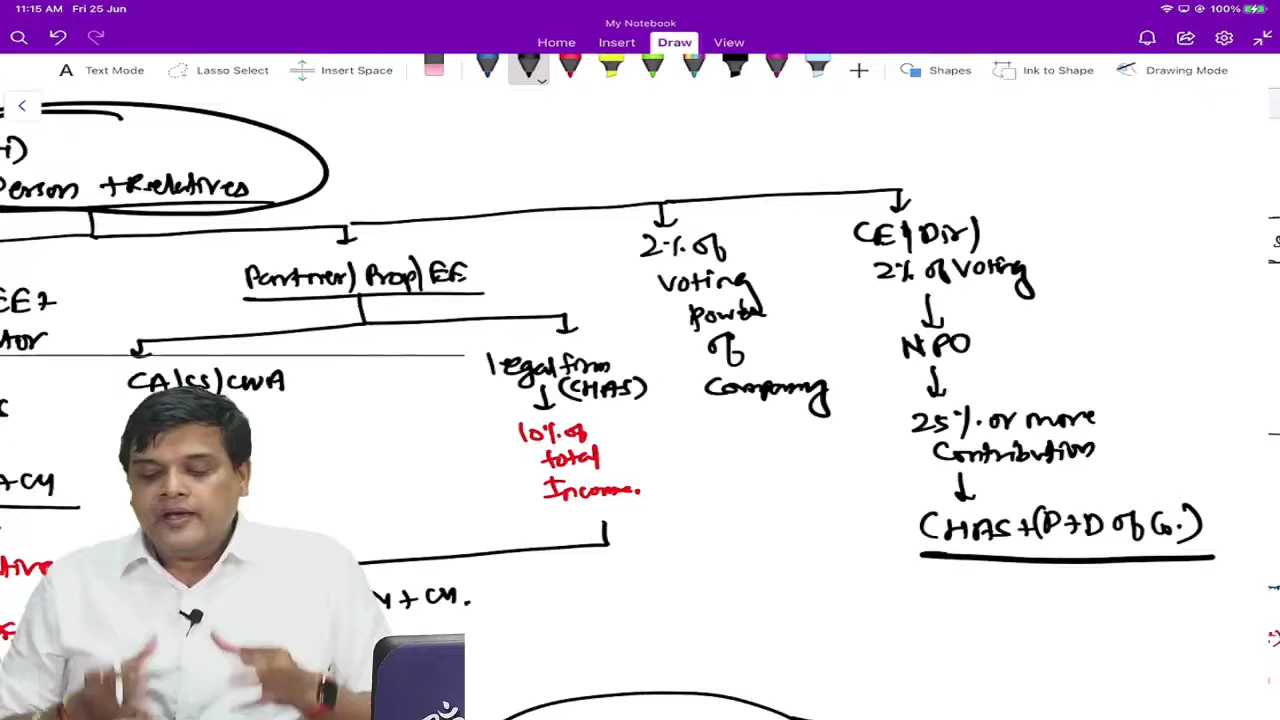 11:15 AM Fri 25 Jun
100%
My Notebook
Home Insert Draw View
Text Mode Lasso Select Insert Space Shapes Ink to Shape Drawing Mode
Person + Relatives
Partner/ Prop/ EE
CA/CS/CWA
legal firm
(CHAS)
10% of
total
Income.
2% of
voting
power
of
Company
CE/Dir)
2% of voting
NPO
25% or more
Contribution
CHAS+(P+D of Co.)
+CY
Y + CY.